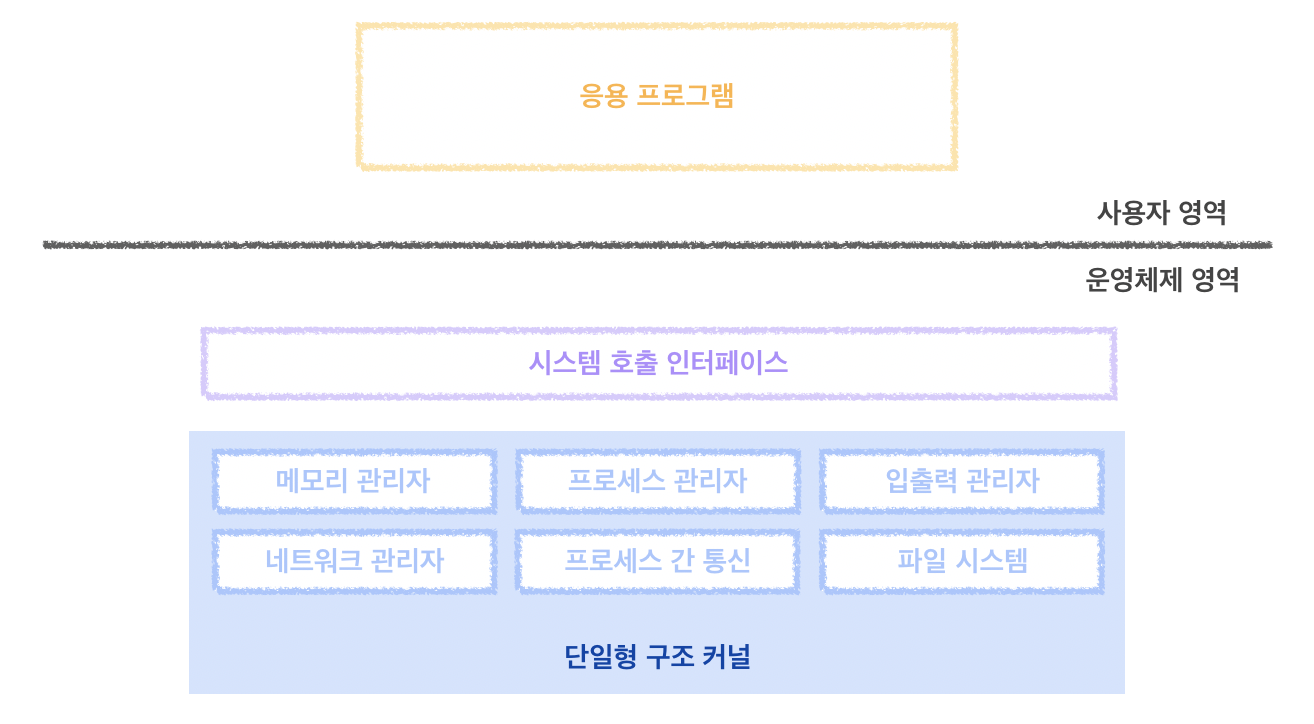 응용 프로그램
사용자 영역
운영체제 영역
시스템 호출 인터페이스
메모리 관리자
프로세스 관리자
입출력 관리자
네트워크 관리자
프로세스 간 통신
파일 시스템
단일형 구조 커널